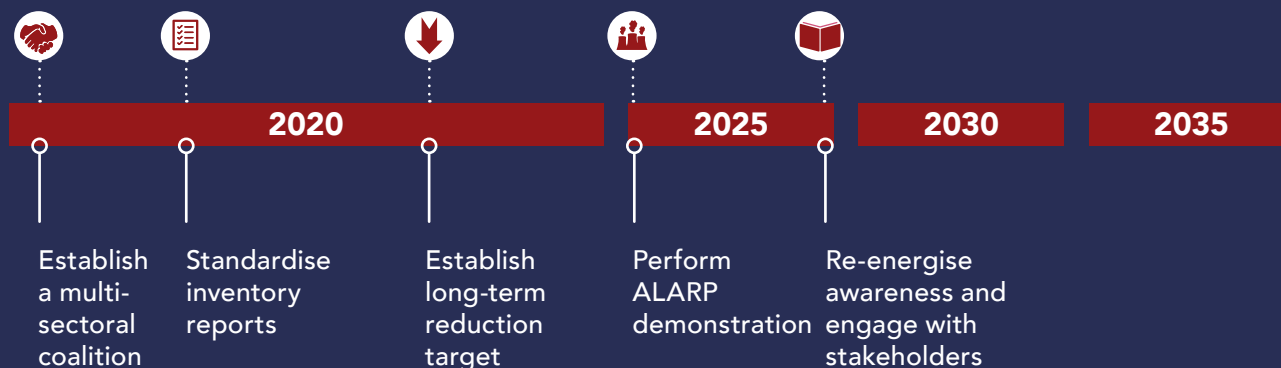 2020
2025
2030
2035
Establish
a multi-
sectoral
coalition
Standardise
inventory
reports
Establish
long-term
reduction
target
Perform
ALARP
demonstration
Re-energise
awareness and
engage with
stakeholders